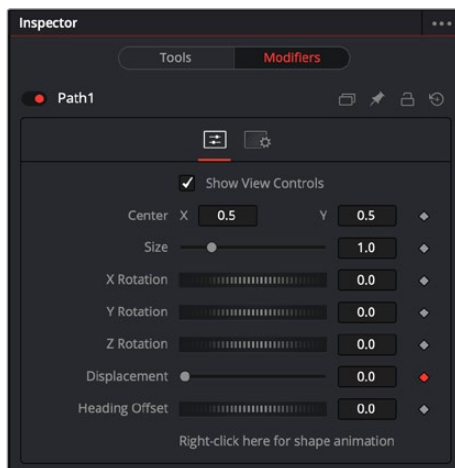 Inspector
Tools Modifiers
Path1
Show View Controls
Center X 0.5 Y 0.5
Size 1.0
X Rotation 0.0
Y Rotation 0.0
Z Rotation 0.0
Displacement 0.0
Heading Offset 0.0
Right-click here for shape animation